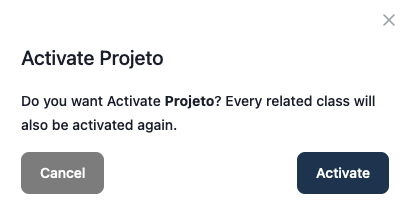 Activate Projeto
Do you want Activate Projeto? Every related class will
also be activated again.
Cancel
Activate